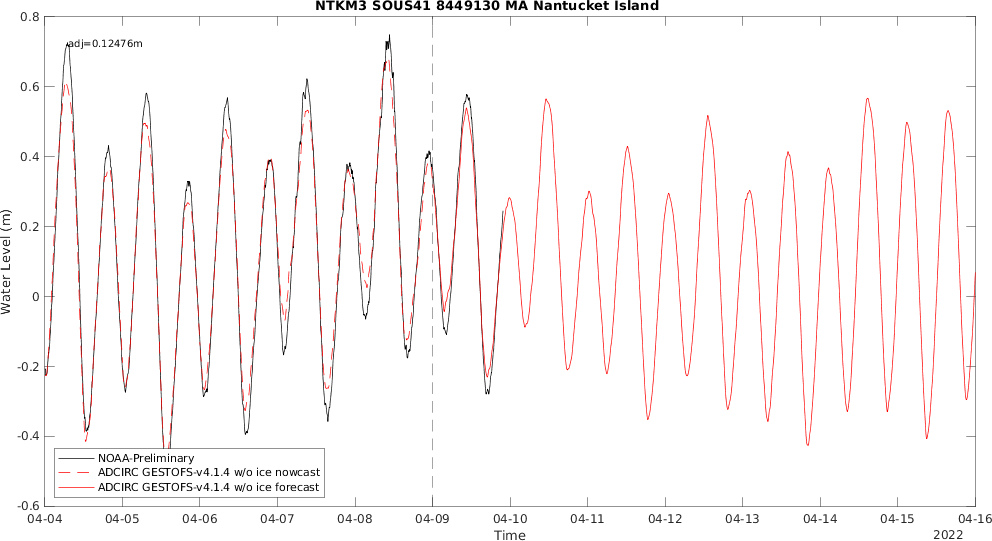 NTKM3 SOUS41 8449130 MA Nantucket Island
adj=0.12476m
Water Level (m)
0.8
0.6
0.4
0.2
0
-0.2
-0.4
-0.6
NOAA-Preliminary
ADCIRC GESTOFS-v4.1.4 w/o ice nowcast
ADCIRC GESTOFS-v4.1.4 w/o ice forecast
04-04 04-05 04-06 04-07 04-08 04-09 04-10 04-11 04-12 04-13 04-14 04-15 04-16
Time
2022